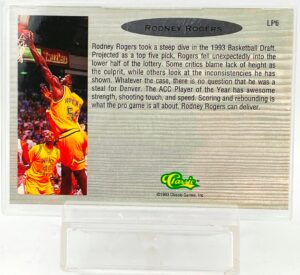 RODNEY ROGERS
LP6
Rodney Rogers took a steep dive in the 1993 Basketball Draft.
Projected as a top five pick, Rogers fell unexpectedly into the
lower half of the lottery. Some critics blame lack of height as
the culprit, while others look at the inconsistencies he has
shown. Whatever the case, there is no question that he was a
steal for Denver. The ACC Player of the Year has awesome
strength, shooting touch, and speed. Scoring and rebounding is
what the pro game is all about. Rodney Rogers can deliver.
Classic
©1993 Classic Games, Inc.